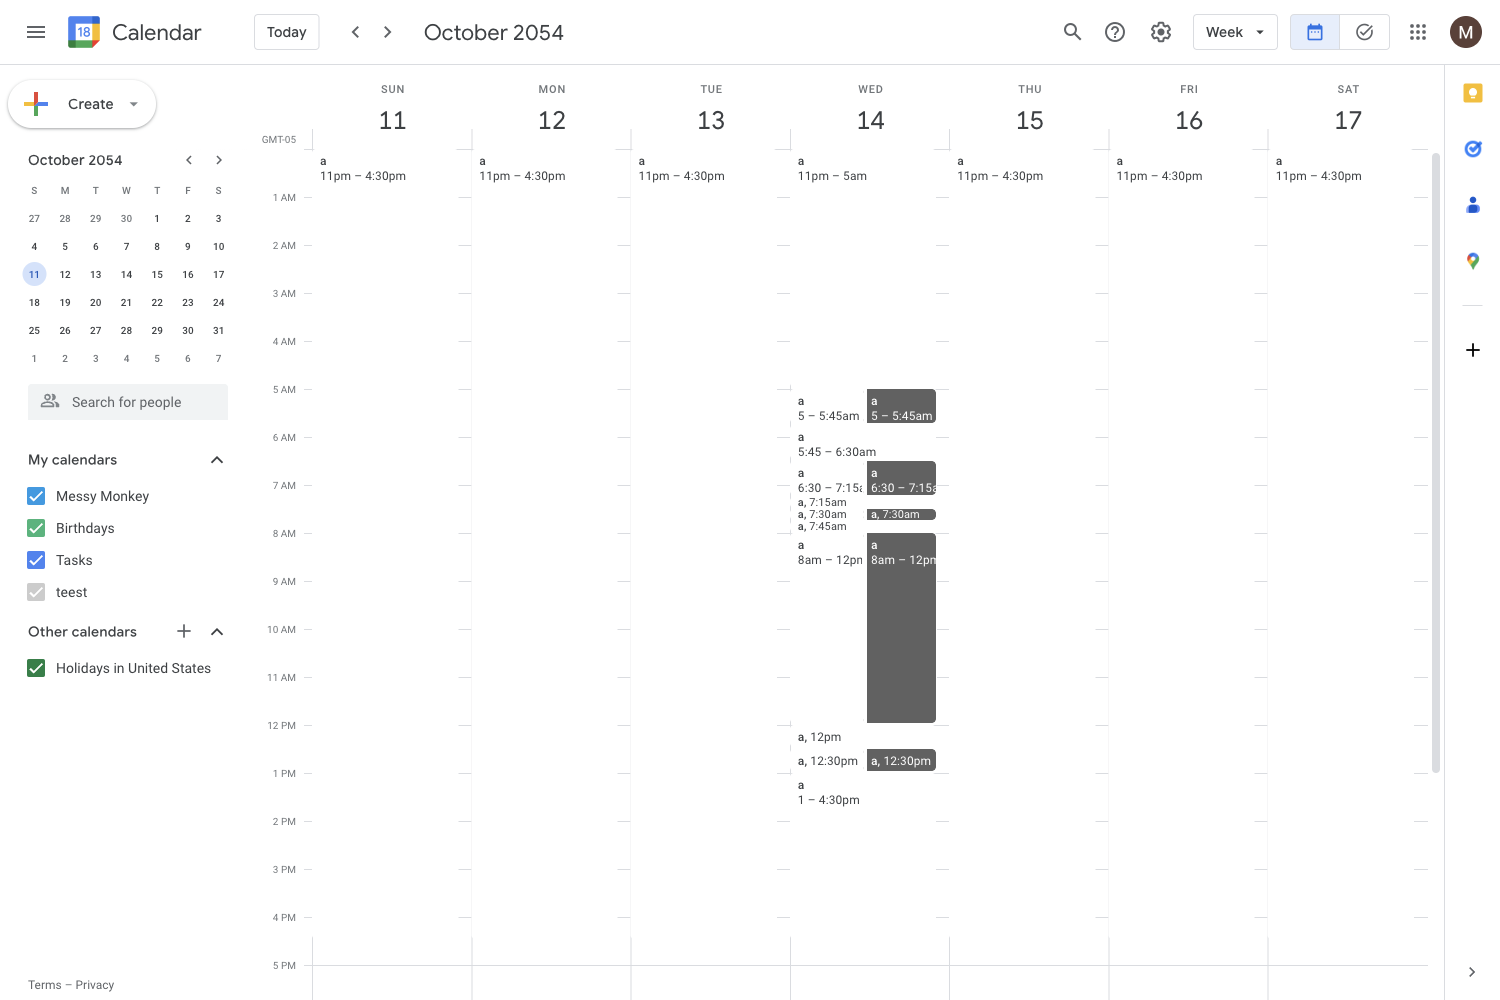 18 Calendar Today October 2054 Week M
Create
October 2054
S M T W T F S
27 28 29 30 1 2 3
4 5 6 7 8 9 10
11 12 13 14 15 16 17
18 19 20 21 22 23 24
25 26 27 28 29 30 31
1 2 3 4 5 6 7
Search for people
My calendars
Messy Monkey
Birthdays
Tasks
teest
Other calendars
Holidays in United States
Terms – Privacy
SUN MON TUE WED THU FRI SAT
11 12 13 14 15 16 17
GMT-05
a a a a a a a
11pm – 4:30pm 11pm – 4:30pm 11pm – 4:30pm 11pm – 5am 11pm – 4:30pm 11pm – 4:30pm 11pm – 4:30pm
1 AM
2 AM
3 AM
4 AM
5 AM
a a
5 – 5:45am 5 – 5:45am
6 AM
a
5:45 – 6:30am
a a
7 AM
6:30 – 7:15a 6:30 – 7:15a
a, 7:15am
a, 7:30am a, 7:30am
a, 7:45am
8 AM
a a
8am – 12pm 8am – 12pm
9 AM
10 AM
11 AM
12 PM
a, 12pm
a, 12:30pm a, 12:30pm
1 PM
a
1 – 4:30pm
2 PM
3 PM
4 PM
5 PM